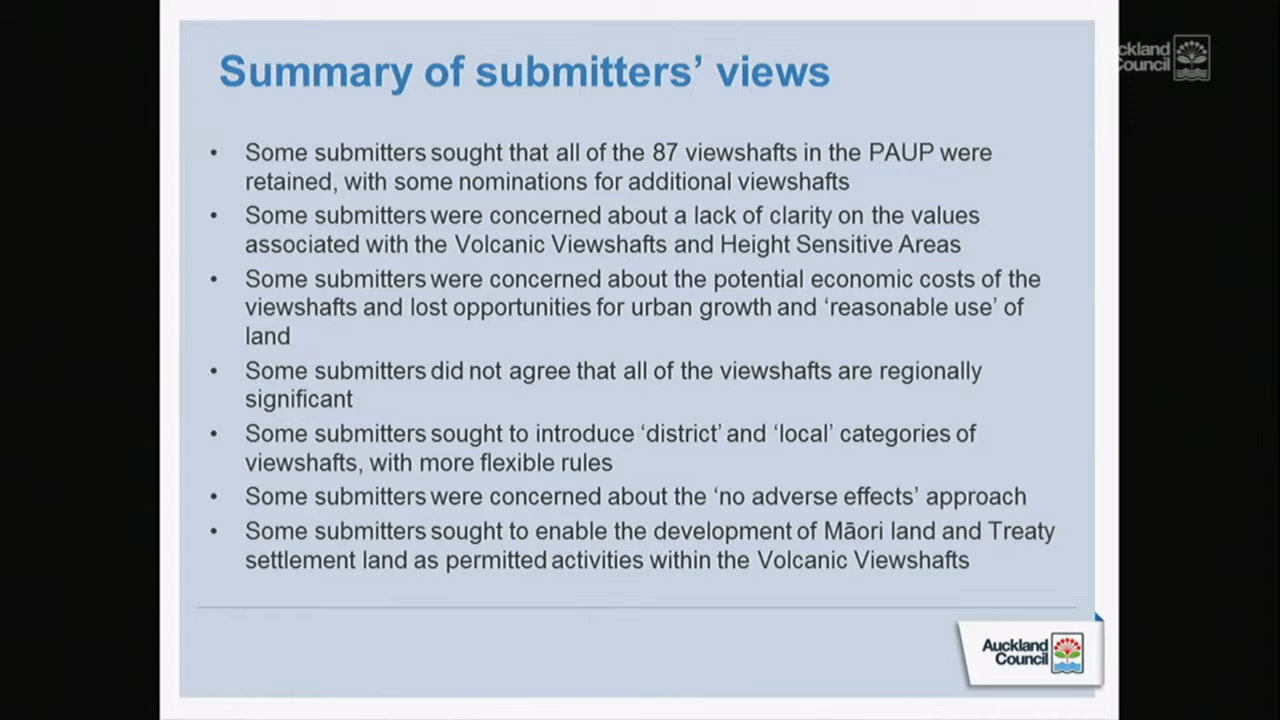 Summary of submitters' views
ckland
Council
• Some submitters sought that all of the 87 viewshafts in the PAUP were
retained, with some nominations for additional viewshafts
• Some submitters were concerned about a lack of clarity on the values
associated with the Volcanic Viewshafts and Height Sensitive Areas
• Some submitters were concerned about the potential economic costs of the
viewshafts and lost opportunities for urban growth and ‘reasonable use’ of
land
• Some submitters did not agree that all of the viewshafts are regionally
significant
• Some submitters sought to introduce ‘district’ and ‘local’ categories of
viewshafts, with more flexible rules
• Some submitters were concerned about the ‘no adverse effects’ approach
• Some submitters sought to enable the development of Māori land and Treaty
settlement land as permitted activities within the Volcanic Viewshafts
Auckland
Council